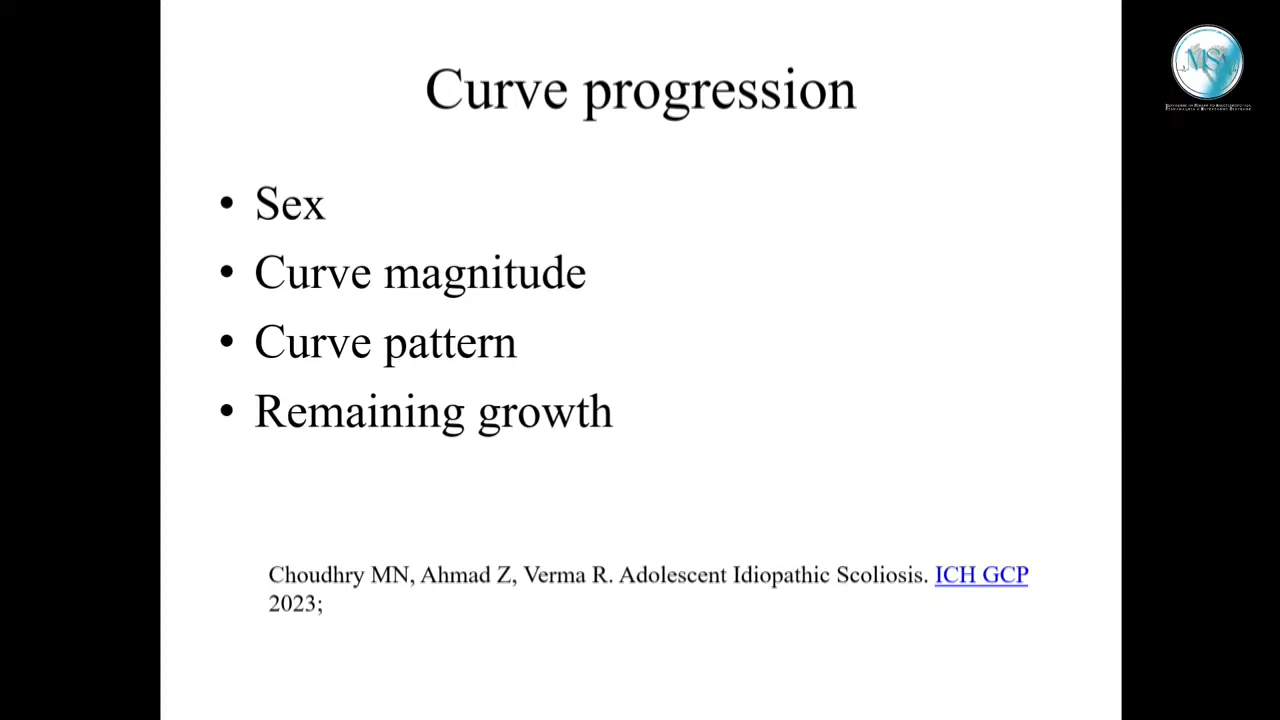 Curve progression
• Sex
• Curve magnitude
• Curve pattern
• Remaining growth
Choudhry MN, Ahmad Z, Verma R. Adolescent Idiopathic Scoliosis. ICH GCP
2023;
MS